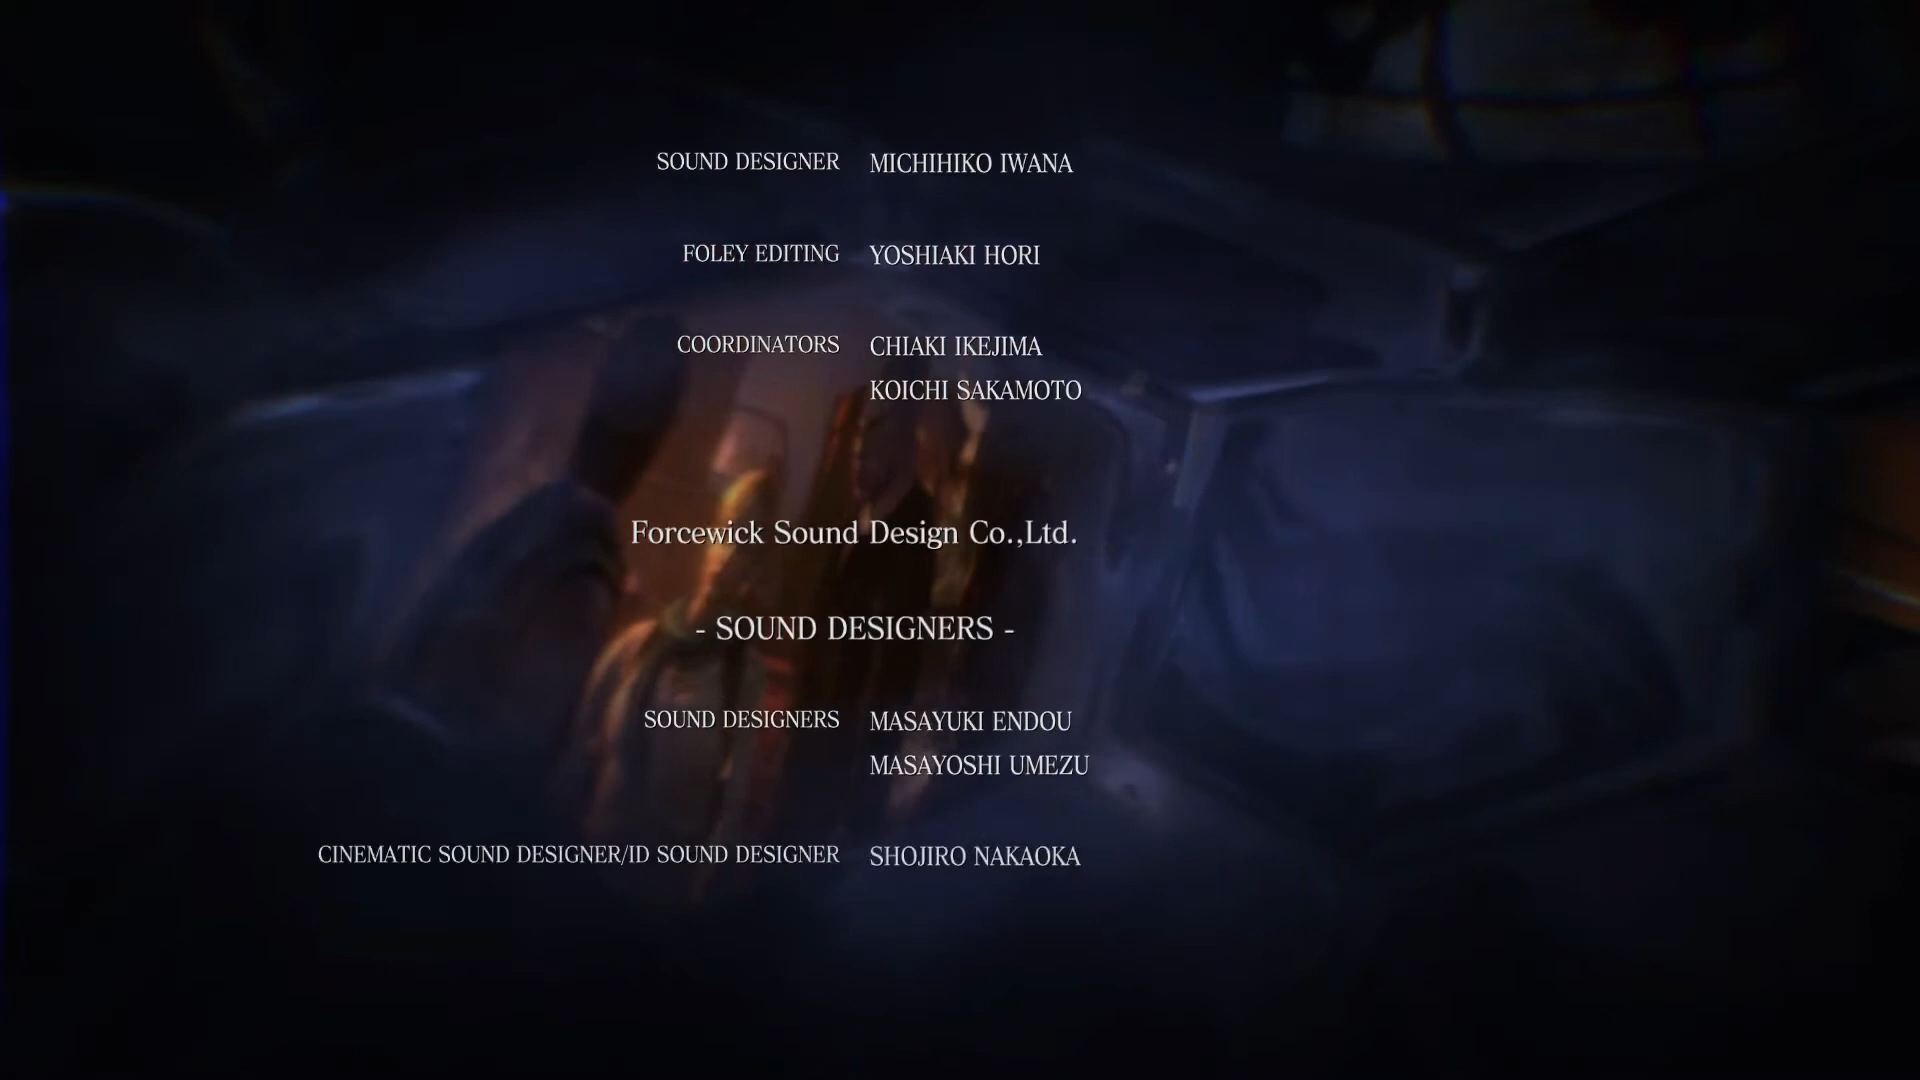 SOUND DESIGNER MICHIHIKO IWANA
FOLEY EDITING YOSHIAKI HORI
COORDINATORS CHIAKI IKEJIMA
KOICHI SAKAMOTO
Forcewick Sound Design Co.,Ltd.
- SOUND DESIGNERS -
SOUND DESIGNERS MASAYUKI ENDOU
MASAYOSHI UMEZU
CINEMATIC SOUND DESIGNER/ID SOUND DESIGNER SHOJIRO NAKAOKA